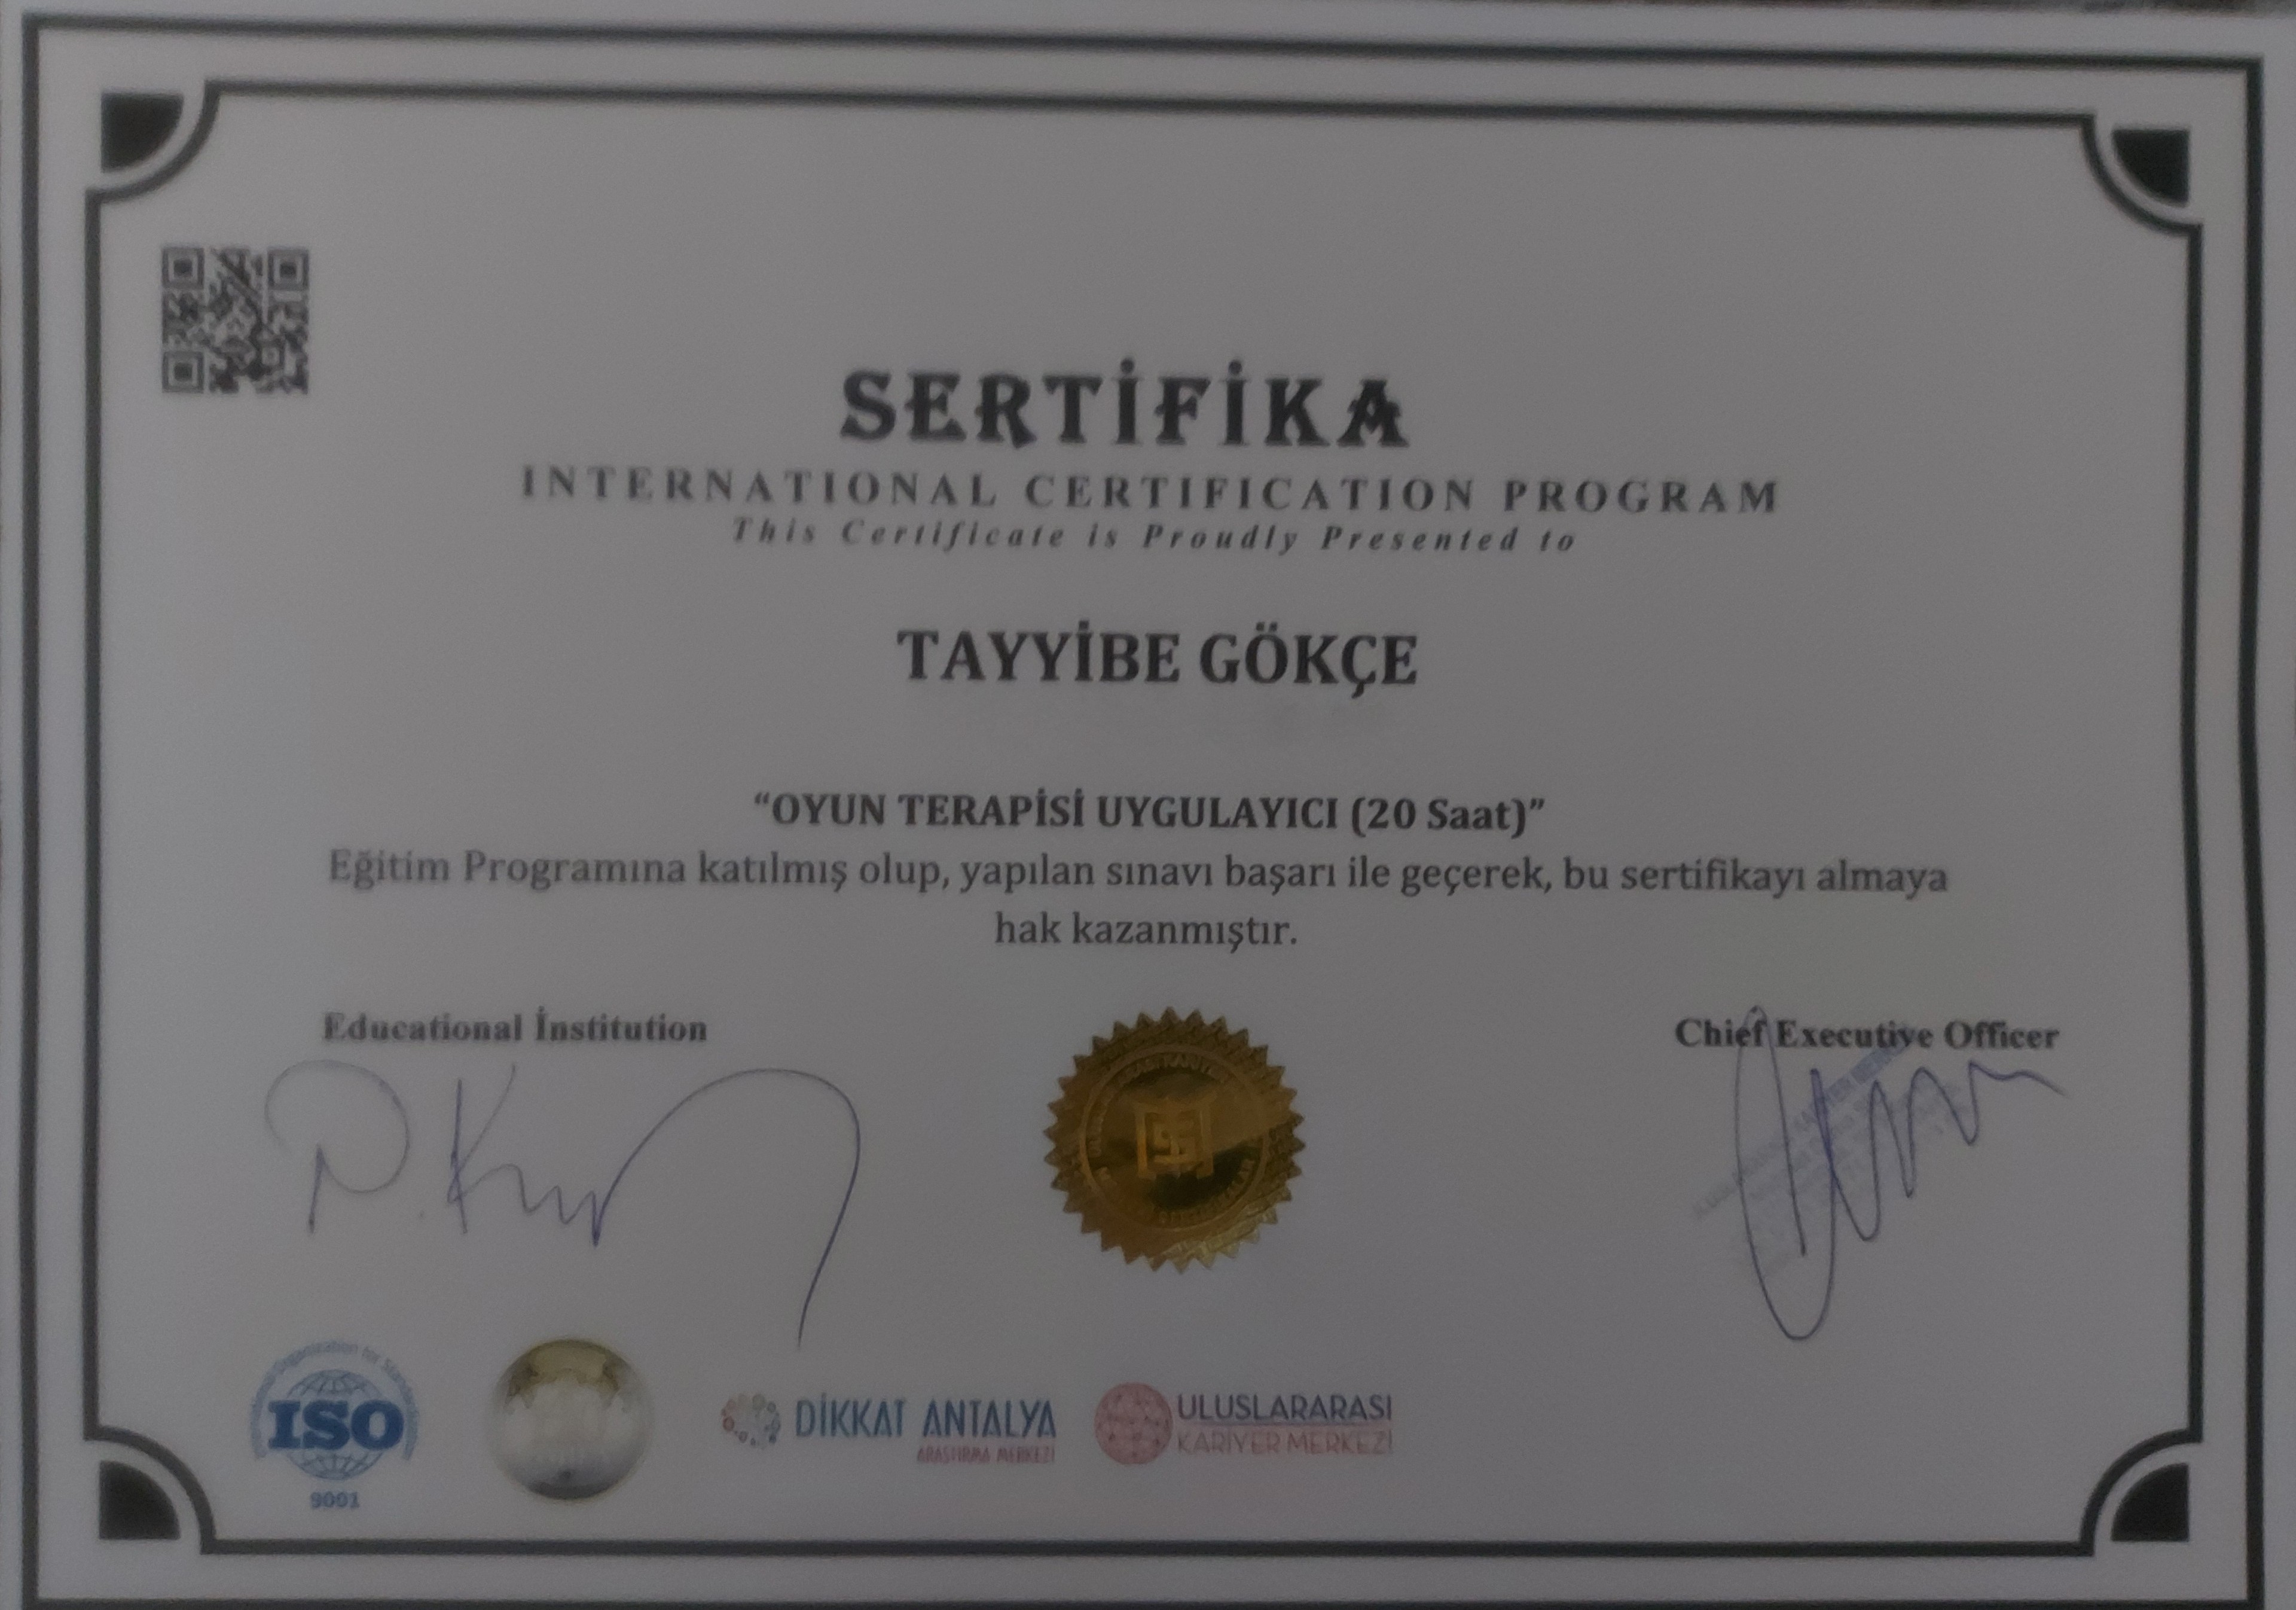 SERTİFİKA
INTERNATIONAL CERTIFICATION PROGRAM
This Certificate is Proudly Presented to
TAYYİBE GÖKÇE
“OYUN TERAPİSİ UYGULAYICI (20 Saat)”
Eğitim Programına katılmış olup, yapılan sınavı başarı ile geçerek, bu sertifikayı almaya
hak kazanmıştır.
Educational İnstitution
Chief Executive Officer
ISO
9001
DİKKAT ANTALYA
ARAŞTIRMA MERKEZİ
ULUSLARARASI
KARİYER MERKEZİ